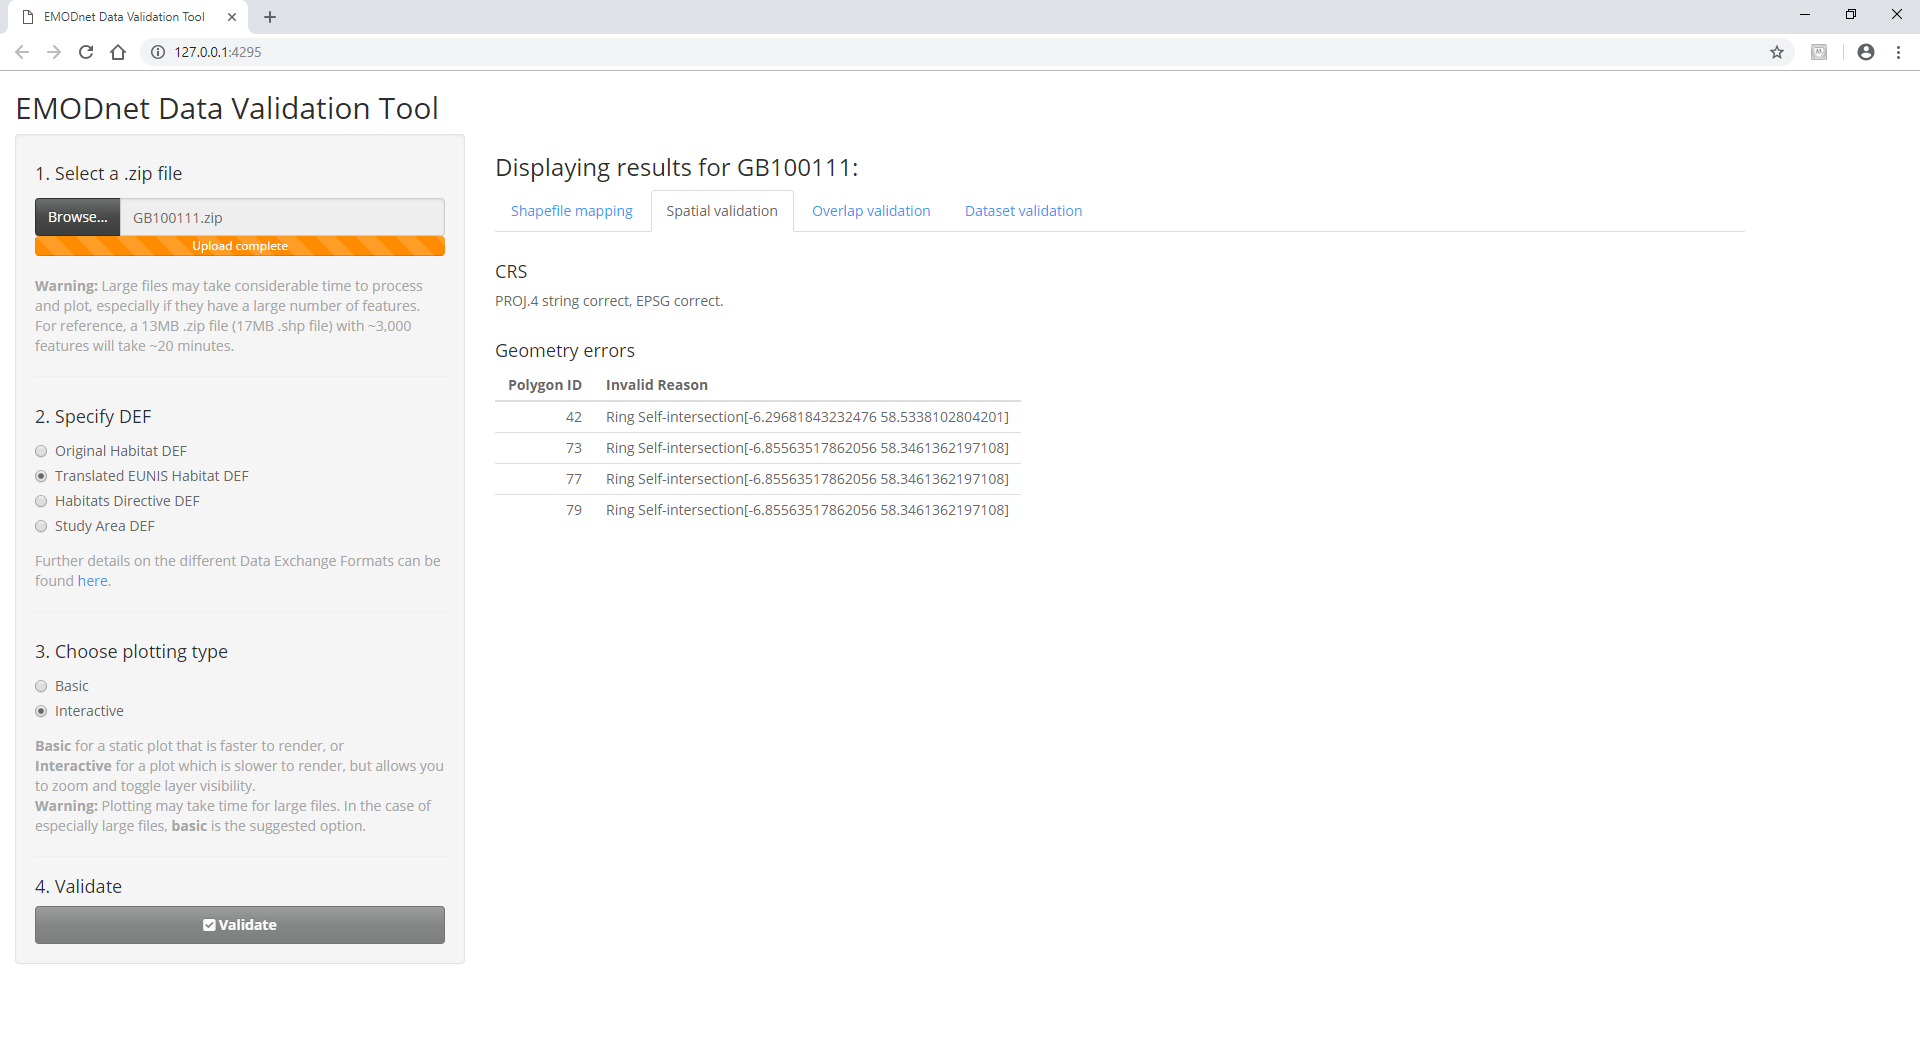 EMODnet Data Validation Tool
127.0.0.1:4295
EMODnet Data Validation Tool
1. Select a .zip file
Browse... GB100111.zip
Upload complete
Warning: Large files may take considerable time to process
and plot, especially if they have a large number of features.
For reference, a 13MB .zip file (17MB .shp file) with ~3,000
features will take ~20 minutes.
2. Specify DEF
Original Habitat DEF
Translated EUNIS Habitat DEF
Habitats Directive DEF
Study Area DEF
Further details on the different Data Exchange Formats can be
found here.
3. Choose plotting type
Basic
Interactive
Basic for a static plot that is faster to render, or
Interactive for a plot which is slower to render, but allows you
to zoom and toggle layer visibility.
Warning: Plotting may take time for large files. In the case of
especially large files, basic is the suggested option.
4. Validate
Validate
Displaying results for GB100111:
Shapefile mapping Spatial validation Overlap validation Dataset validation
CRS
PROJ.4 string correct, EPSG correct.
Geometry errors
Polygon ID Invalid Reason
42 Ring Self-intersection[-6.29681843232476 58.5338102804201]
73 Ring Self-intersection[-6.85563517862056 58.3461362197108]
77 Ring Self-intersection[-6.85563517862056 58.3461362197108]
79 Ring Self-intersection[-6.85563517862056 58.3461362197108]